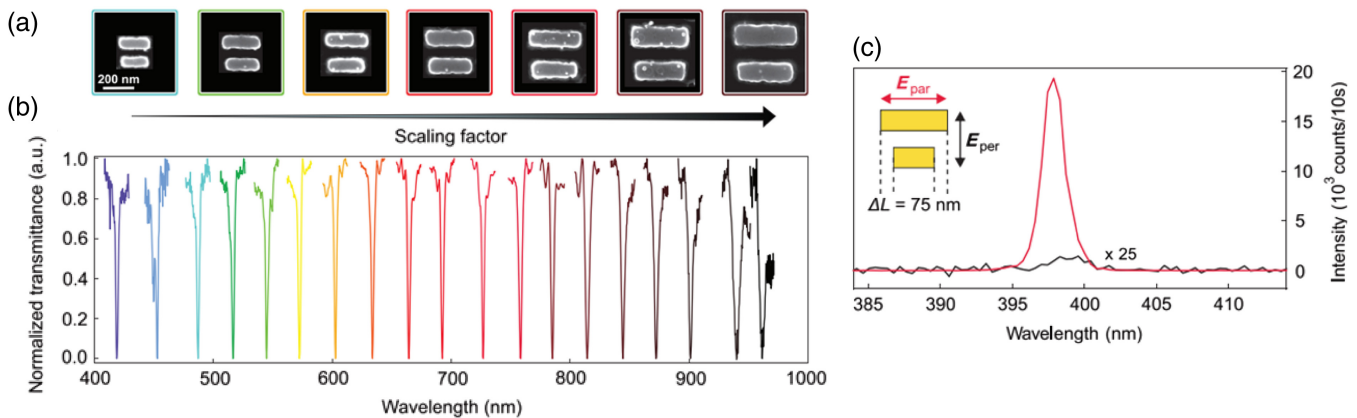 (a)
200 nm
Scaling factor
(b)
Normalized transmittance (a.u.)
1.0
0.8
0.6
0.4
0.2
0.0
400 500 600 700 800 900 1000
Wavelength (nm)
(c)
E par
E per
ΔL = 75 nm
x 25
20
15
10
5
0
Intensity (10³ counts/10s)
385 390 395 400 405 410
Wavelength (nm)